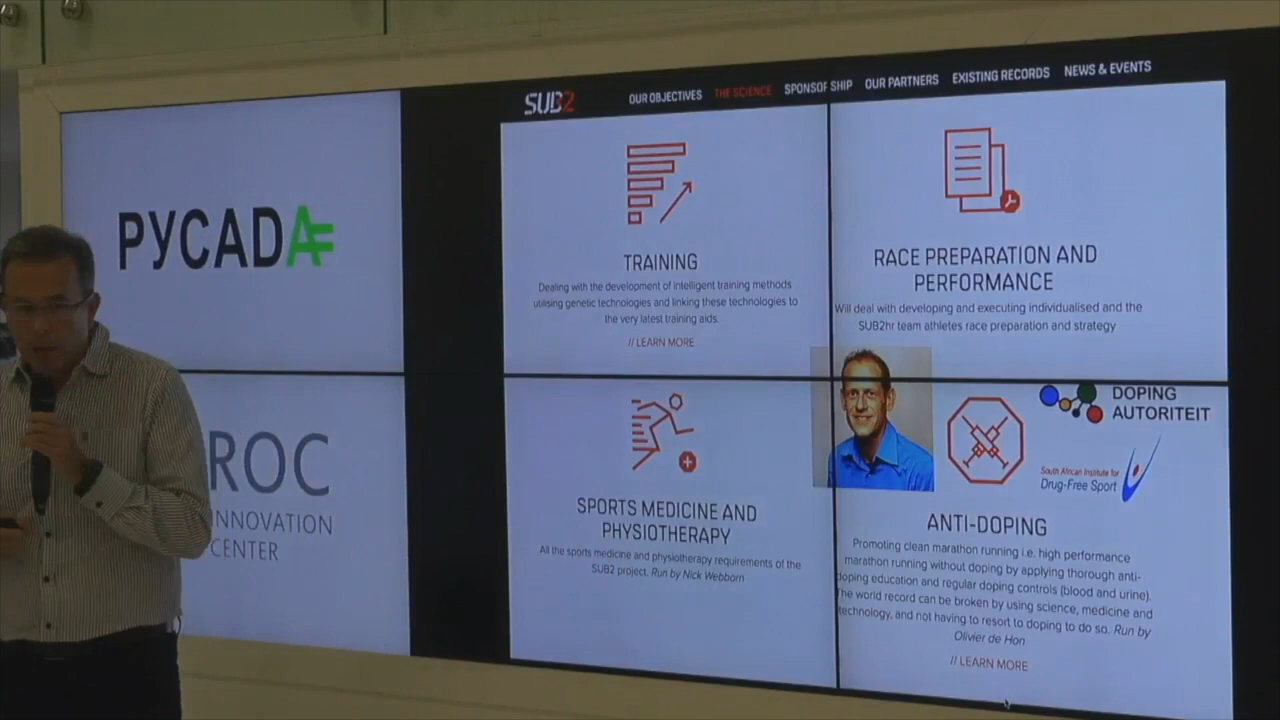 РУСАDA
ROC
INNOVATION
CENTER
SUB2
OUR OBJECTIVES THE SCIENCE SPONSORSHIP OUR PARTNERS EXISTING RECORDS NEWS & EVENTS
TRAINING
Dealing with the development of intelligent training methods
utilising genetic technologies and linking these technologies to
the very latest training aids.
// LEARN MORE
RACE PREPARATION AND
PERFORMANCE
Will deal with developing and executing individualised and the
SUB2hr team athletes race preparation and strategy
SPORTS MEDICINE AND
PHYSIOTHERAPY
All the sports medicine and physiotherapy requirements of the
SUB2 project. Run by Nick Webborn
DOPING
AUTORITEIT
South African Institute for
Drug-Free Sport
ANTI-DOPING
Promoting clean marathon running i.e. high performance
marathon running without doping by applying thorough anti-
doping education and regular doping controls (blood and urine).
The world record can be broken by using science, medicine and
technology, and not having to resort to doping to do so. Run by
Olivier de Hon
// LEARN MORE